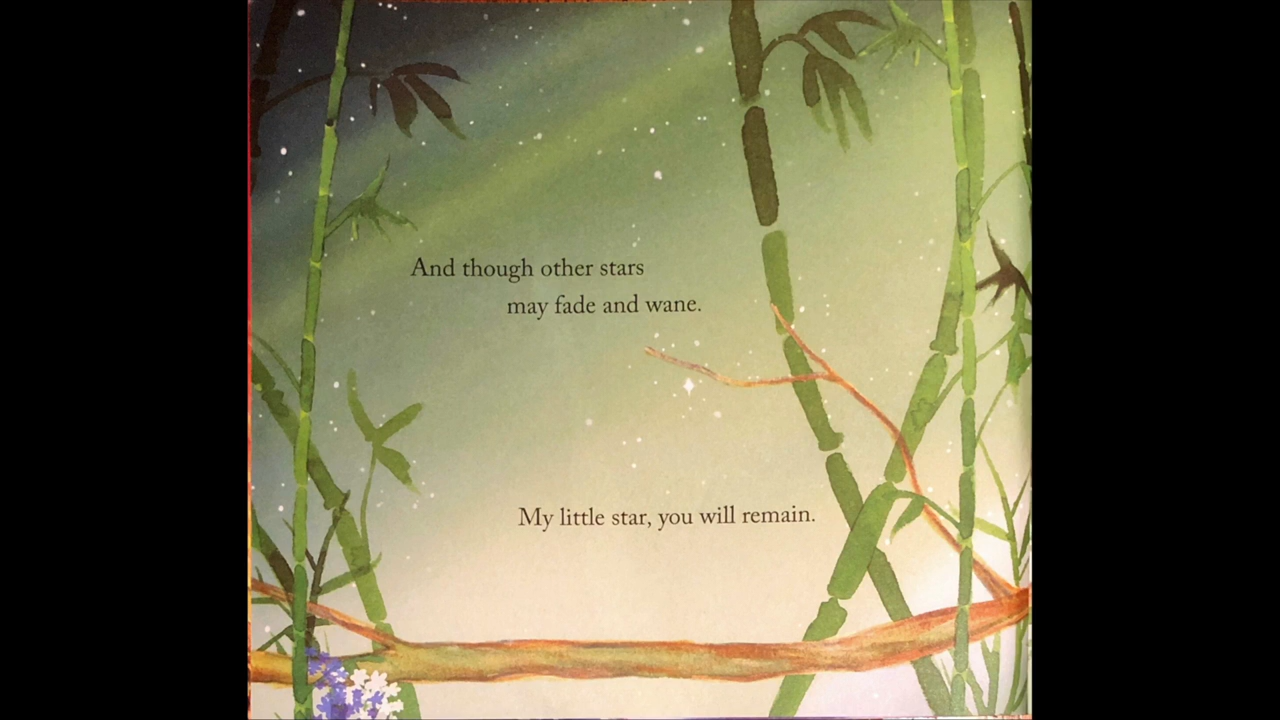 And though other stars
may fade and wane.
My little star, you will remain.